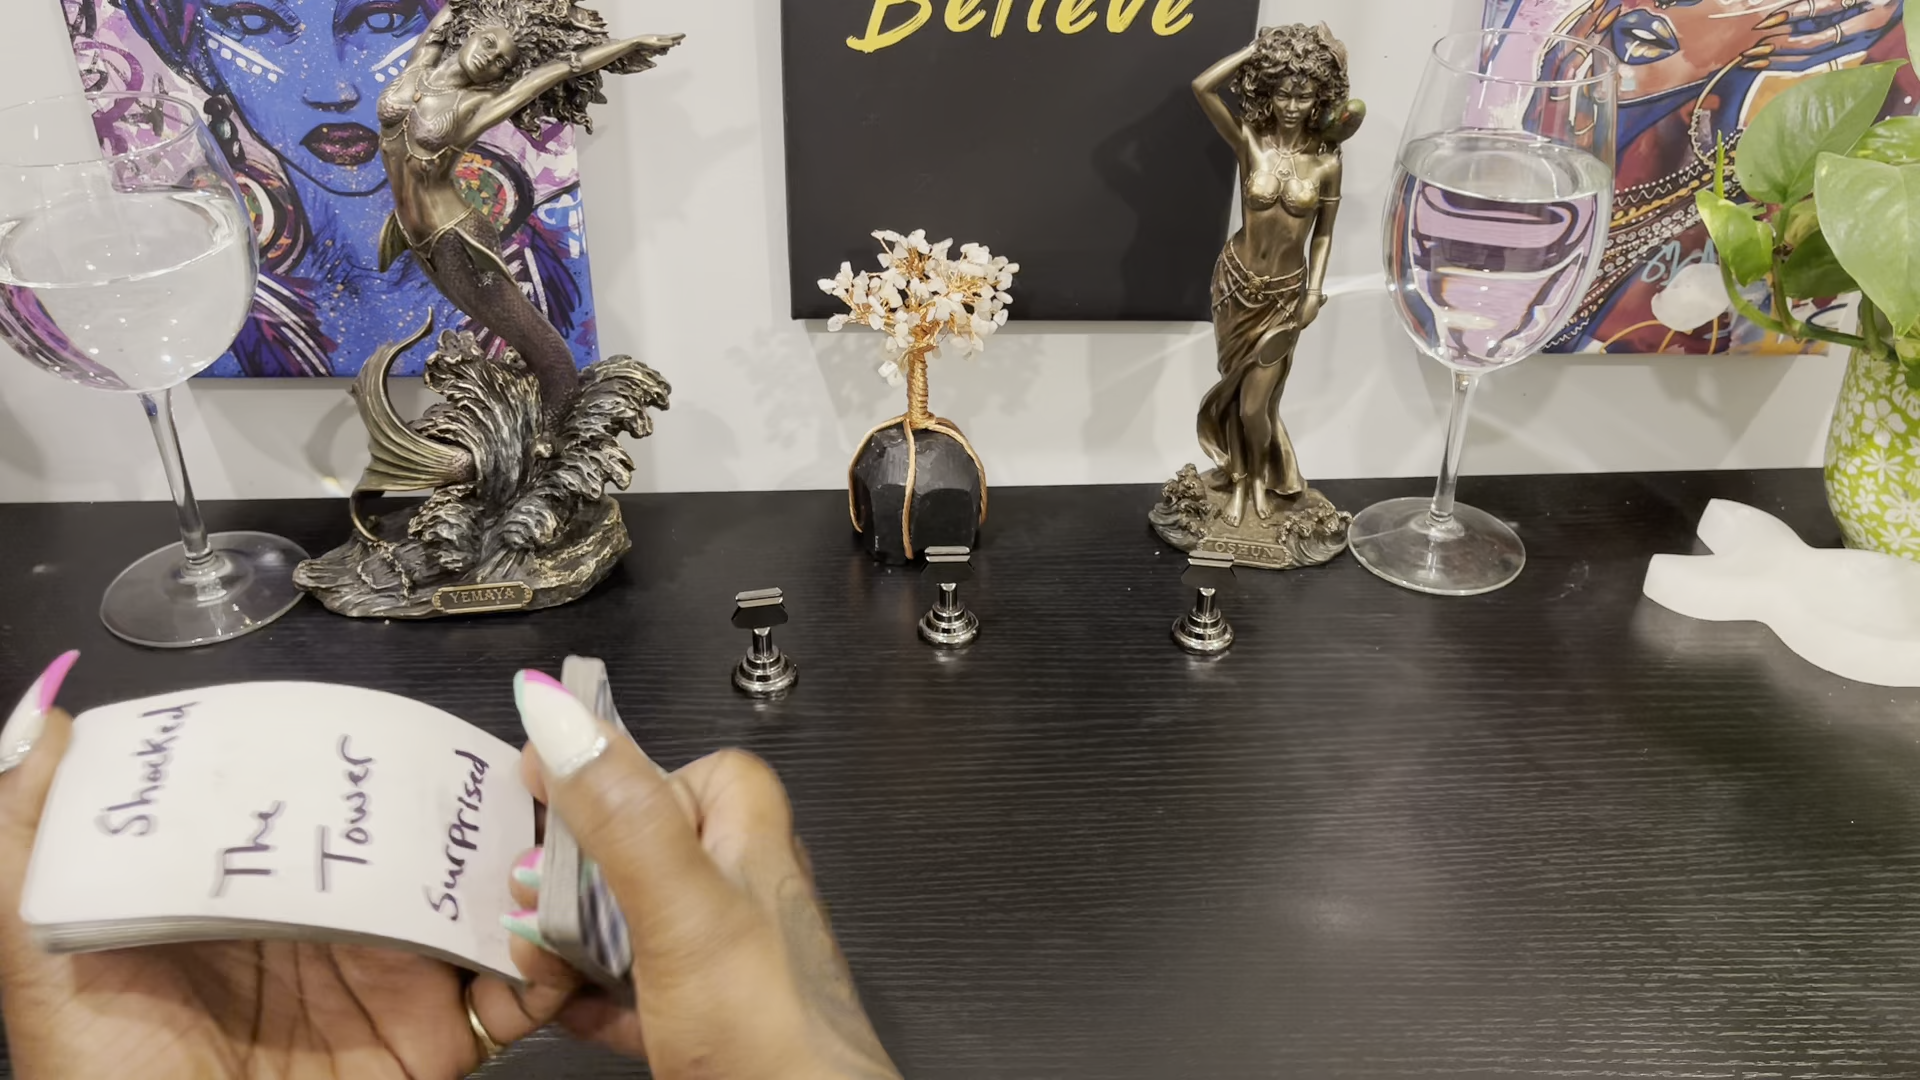 Believe
YEMAYA
OSHUN
Shocked
The
Tower
Surprised